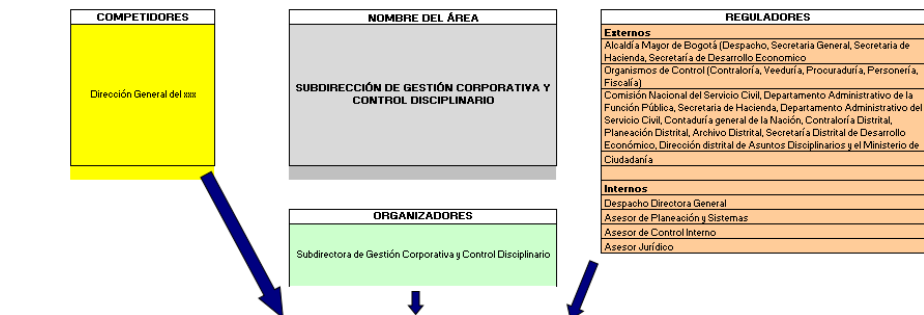 COMPETIDORES
Dirección General del xxx
NOMBRE DEL ÁREA
SUBDIRECCIÓN DE GESTIÓN CORPORATIVA Y
CONTROL DISCIPLINARIO
ORGANIZADORES
Subdirectora de Gestión Corporativa y Control Disciplinario
REGULADORES
Externos
Alcaldía Mayor de Bogotá (Despacho, Secretaria General, Secretaria de
Hacienda, Secretaría de Desarrollo Economico
Organismos de Control (Contraloría, Veeduría, Procuraduría, Personería,
Fiscalía)
Comisión Nacional del Servicio Civil, Departamento Administrativo de la
Función Pública, Secretaria de Hacienda, Departamento Administrativo del
Servicio Civil, Contaduría general de la Nación, Contraloría Distrital,
Planeación Distrital, Archivo Distrital, Secretaría Distrital de Desarrollo
Económico, Dirección distrital de Asuntos Disciplinarios y el Ministerio de
Ciudadanía
Internos
Despacho Directora General
Asesor de Planeación y Sistemas
Asesor de Control Interno
Asesor Jurídico